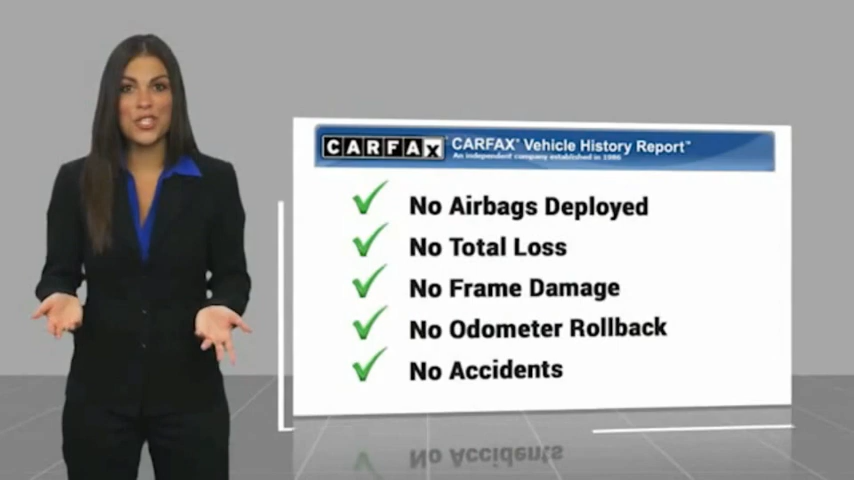 CARFAX CARFAX™ Vehicle History Report™
An independent company established in 1986
No Airbags Deployed
No Total Loss
No Frame Damage
No Odometer Rollback
No Accidents
No Accidents